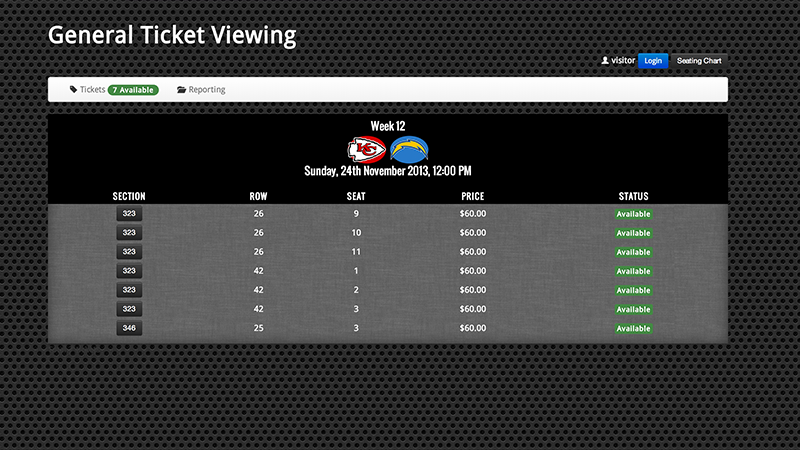 General Ticket Viewing
visitor Login Seating Chart
Tickets 7 Available Reporting
Week 12
KC
Sunday, 24th November 2013, 12:00 PM
SECTION ROW SEAT PRICE STATUS
323 26 9 $60.00 Available
323 26 10 $60.00 Available
323 26 11 $60.00 Available
323 42 1 $60.00 Available
323 42 2 $60.00 Available
323 42 3 $60.00 Available
346 25 3 $60.00 Available